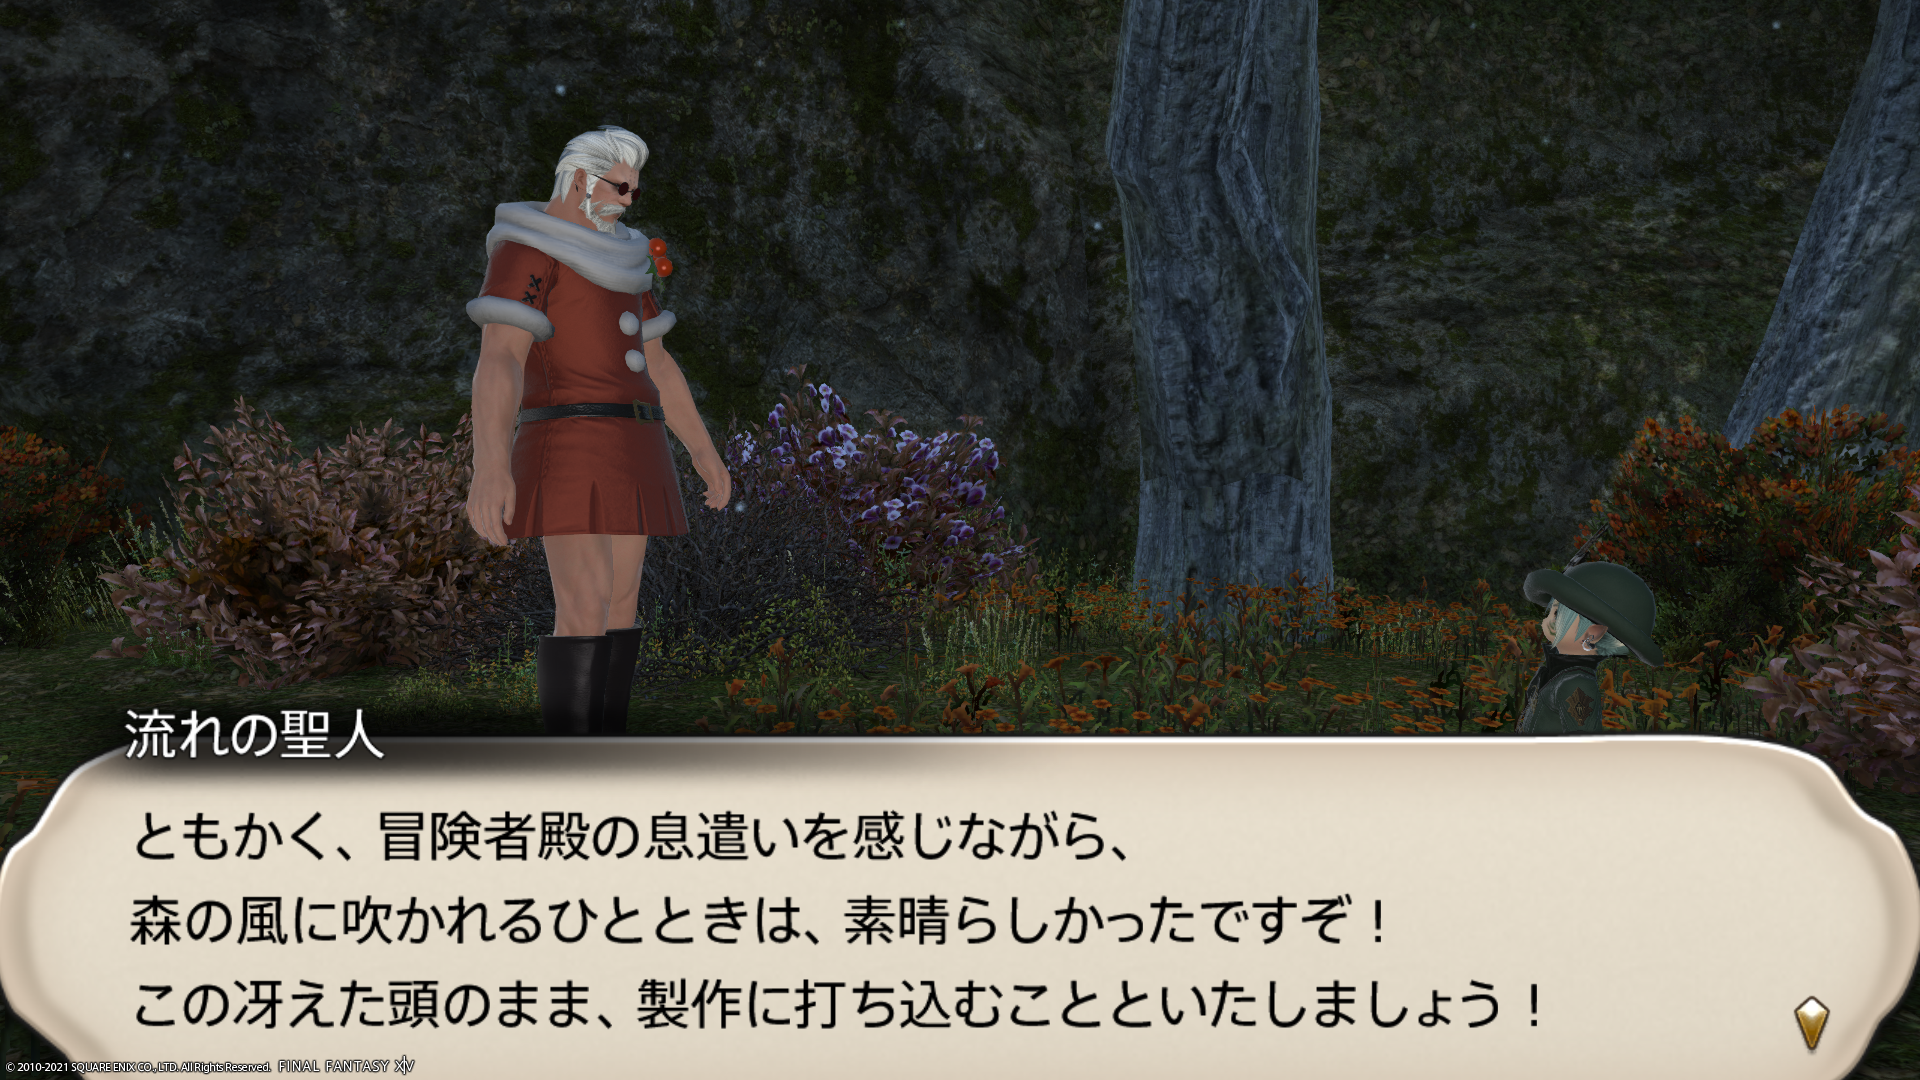 流れの聖人
ともかく、冒険者殿の息遣いを感じながら、
森の風に吹かれるひとときは、素晴らしかったですぞ！
この冴えた頭のまま、製作に打ち込むことといたしましょう！
© 2010-2021 SQUARE ENIX CO., LTD. All Rights Reserved. FINAL FANTASY XIV